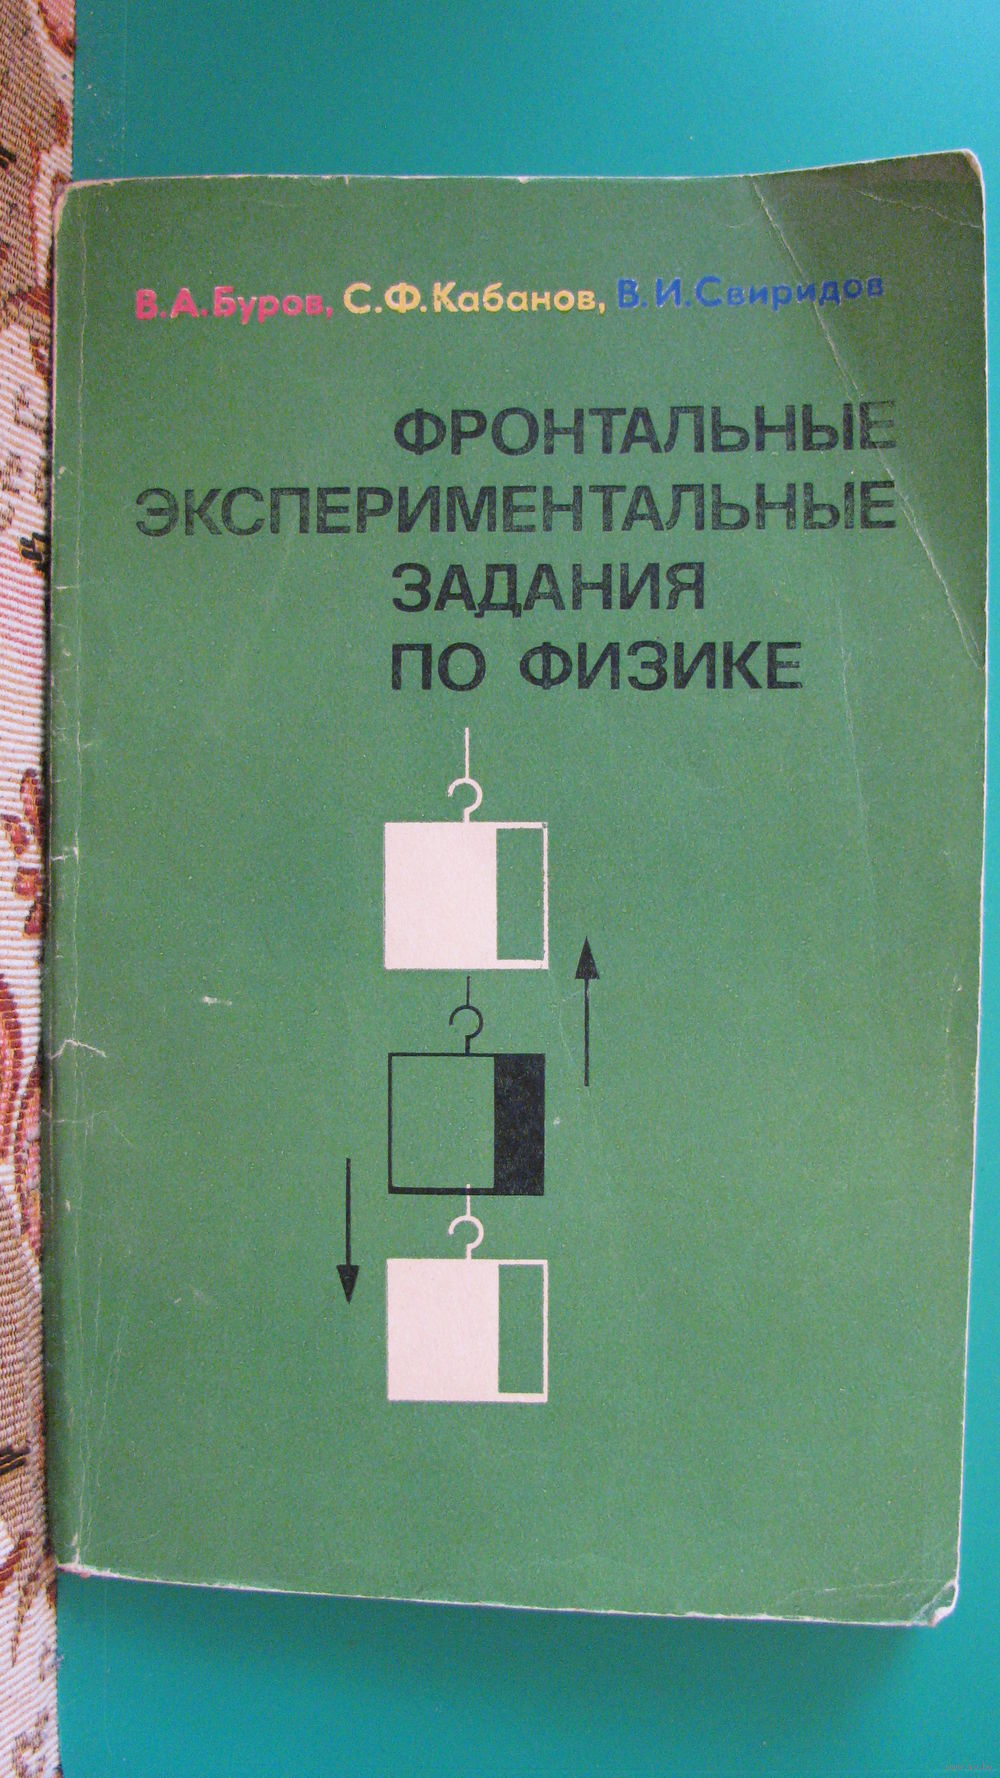 В.А.Буров, С.Ф.Кабанов, В.И.Свиридов
ФРОНТАЛЬНЫЕ
ЭКСПЕРИМЕНТАЛЬНЫЕ
ЗАДАНИЯ
ПО ФИЗИКЕ